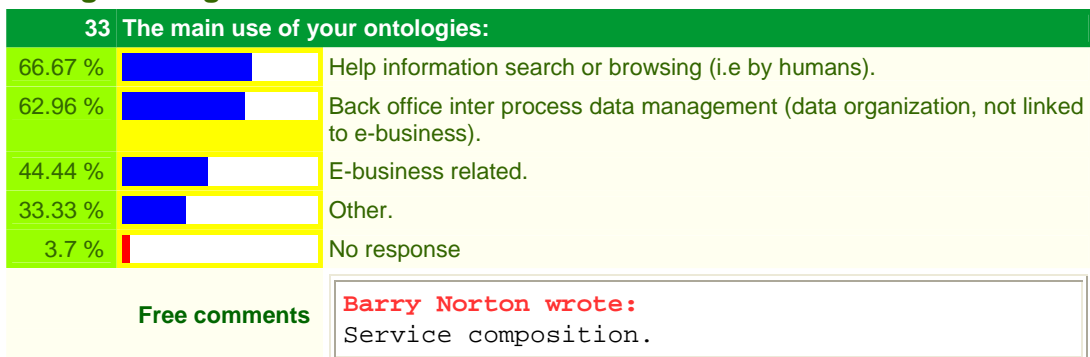 33 The main use of your ontologies:
66.67 % Help information search or browsing (i.e by humans).
62.96 % Back office inter process data management (data organization, not linked
to e-business).
44.44 % E-business related.
33.33 % Other.
3.7 % No response
Free comments
Barry Norton wrote:
Service composition.